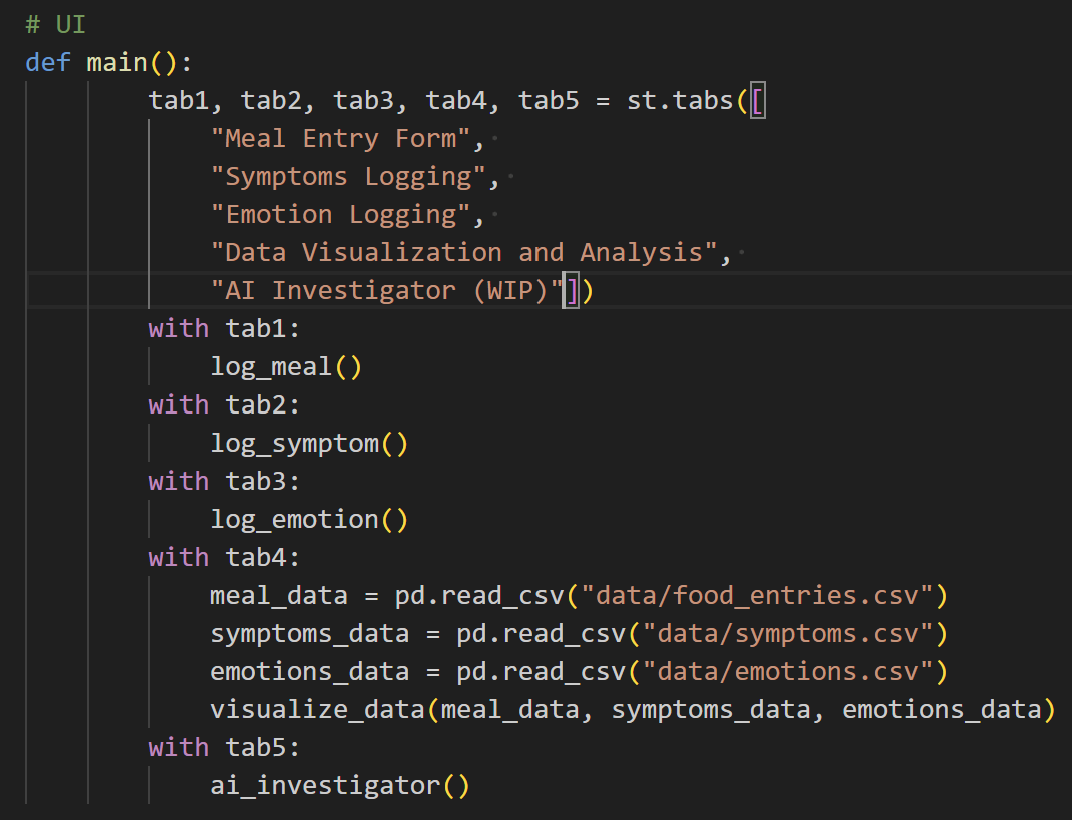 # UI
def main():
        tab1, tab2, tab3, tab4, tab5 = st.tabs([
            "Meal Entry Form",
            "Symptoms Logging",
            "Emotion Logging",
            "Data Visualization and Analysis",
            "AI Investigator (WIP)"])
        with tab1:
            log_meal()
        with tab2:
            log_symptom()
        with tab3:
            log_emotion()
        with tab4:
            meal_data = pd.read_csv("data/food_entries.csv")
            symptoms_data = pd.read_csv("data/symptoms.csv")
            emotions_data = pd.read_csv("data/emotions.csv")
            visualize_data(meal_data, symptoms_data, emotions_data)
        with tab5:
            ai_investigator()